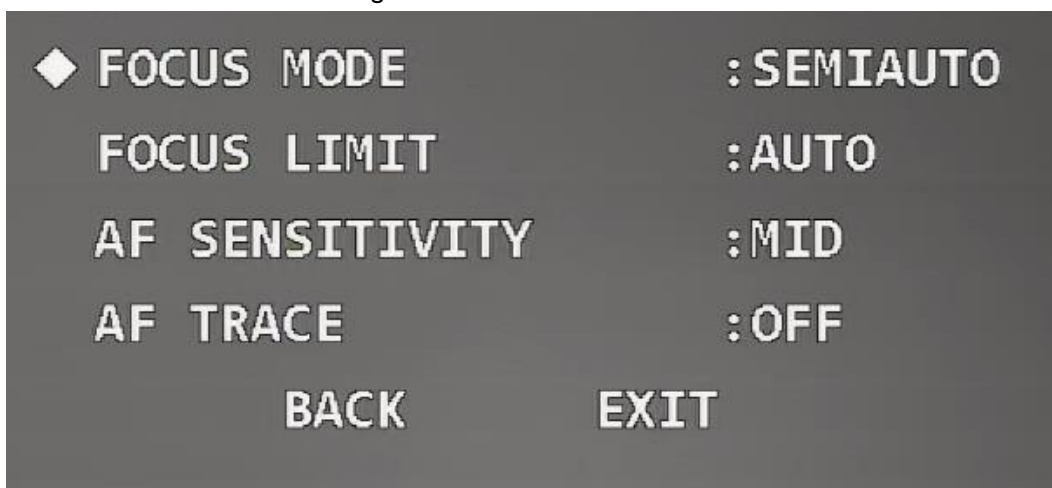 ◆ FOCUS MODE :SEMIAUTO
FOCUS LIMIT :AUTO
AF SENSITIVITY :MID
AF TRACE :OFF
BACK EXIT